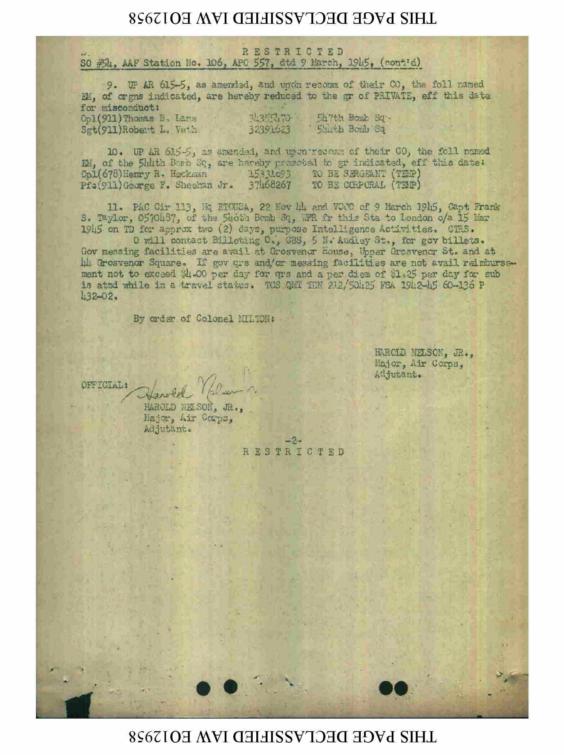 THIS PAGE DECLASSIFIED IAW EO12958
RESTRICTED
SO #54, AAF Station No. 106, APO 557, dtd 9 March, 1945, (cont'd)
9. UP AR 615-5, as amended, and upon recomm of their CO, the foll named
EM, of orgns indicated, are hereby reduced to the gr of PRIVATE, eff this date
for misconduct:
Cpl(911)Thomas B. Lane 547th Bomb Sq
Sgt(911)Robert L. 32391623 544th Bomb Sq
10. UP AR 615-5, as amended, and upon recomm of their CO, the foll named
EM, of the 544th Bomb Sq, are hereby promoted to gr indicated, eff this date:
Cpl(678)Henry R. Hockman TO BE SERGEANT (TEMP)
Pfc(911)George F. Sheehan Jr. 37468267 TO BE CORPORAL (TEMP)
11. PAC Cir 113, Hq ETOUSA, 22 Nov 44 and VOCO of 9 March 1945, Capt Frank
S. Taylor, 0570487, of the 546th Bomb Sq, WPR fr this Sta to London o/a 15 Mar
1945 on TD for approx two (2) days, purpose Intelligence Activities. CTRS.
O will contact Billeting O., CBS, 5 N. Audley St., for gov billets.
Gov messing facilities are avail at Grosvenor House, Upper Grosvenor St. and at
44 Grosvenor Square. If gov qrs and/or messing facilities are not avail reimburse-
ment not to exceed $4.00 per day for qrs and a per diem of $1.25 per day for sub
is atzd while in a travel status. TCS QMT TDN 212/50425 FSA 1942-45 60-136 P
432-02.
By order of Colonel MILTON:
HAROLD NELSON, JR.,
Major, Air Corps,
Adjutant.
OFFICIAL:
Harold Nelson Jr
HAROLD NELSON, JR.,
Major, Air Corps,
Adjutant.
-2-
RESTRICTED
THIS PAGE DECLASSIFIED IAW EO12958